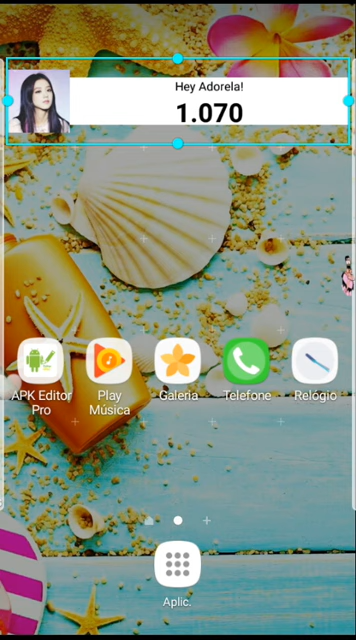 Hey Adorela!
1.070
APK Editor
Pro
Play
Música
Galeria
Telefone
Relógio
Aplic.